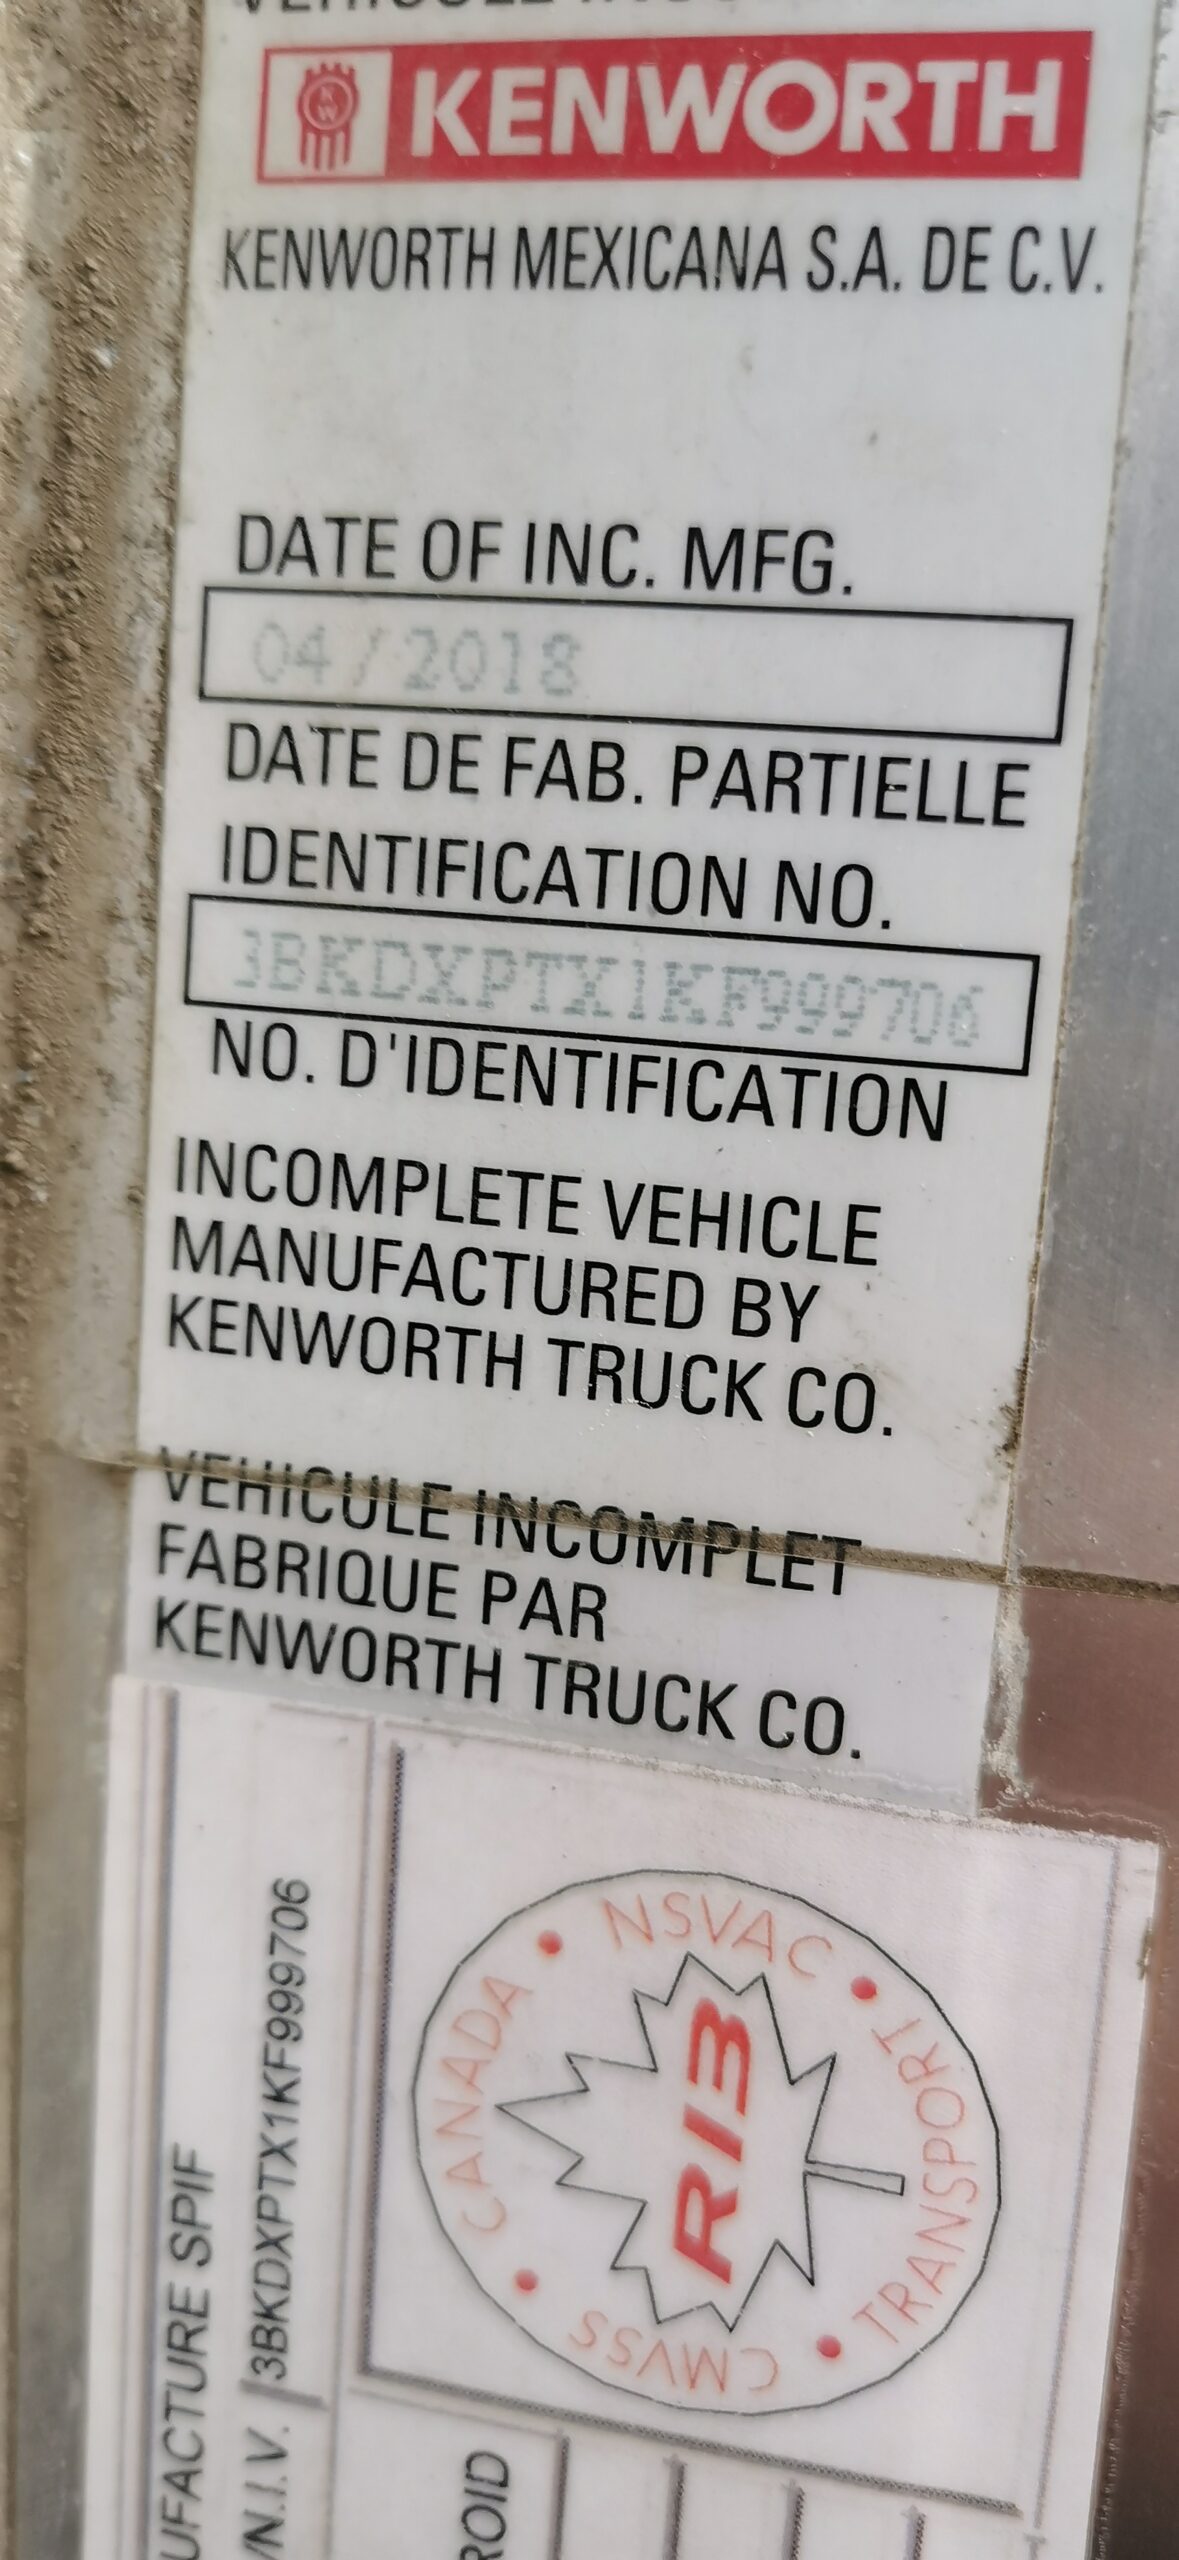 KENWORTH
KENWORTH MEXICANA S.A. DE C.V.
DATE OF INC. MFG.
04/2018
DATE DE FAB. PARTIELLE
IDENTIFICATION NO.
3BKDXPTX1KF999706
NO. D'IDENTIFICATION
INCOMPLETE VEHICLE
MANUFACTURED BY
KENWORTH TRUCK CO.
VEHICULE INCOMPLET
FABRIQUE PAR
KENWORTH TRUCK CO.
UFACTURE SPIF
/N.I.V. 3BKDXPTX1KF999706
ROID
CANADA • NSVAC • TRANSPORT • CMVSS •
R13